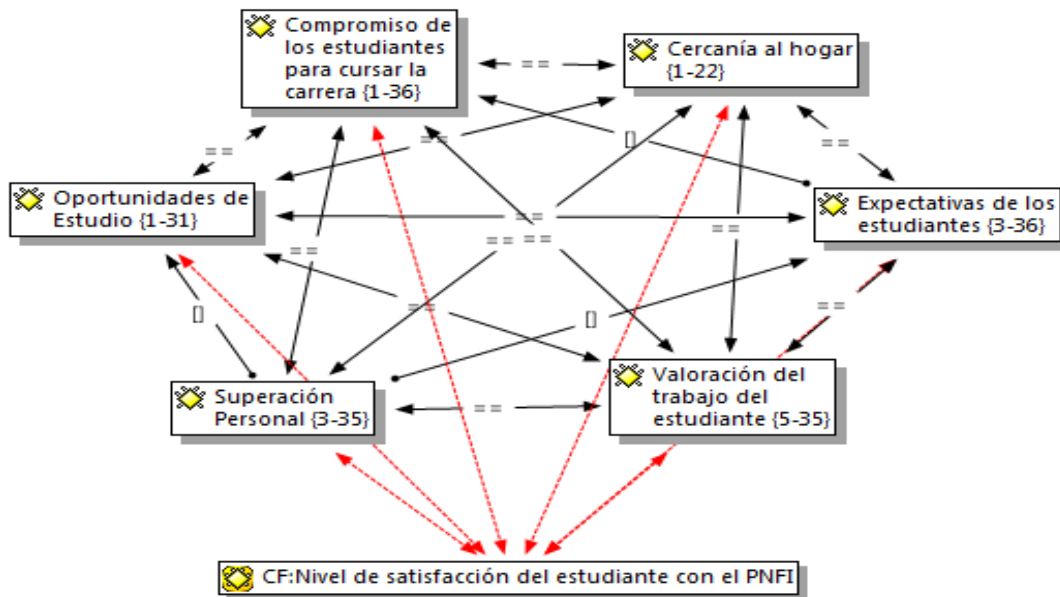 Compromiso de
los estudiantes
para cursar la
carrera {1-36}
Cercanía al hogar
{1-22}
==
==
[]
==
==
Oportunidades de
Estudio {1-31}
Expectativas de los
estudiantes {3-36}
==
==
==
==
==
==
==
[]
[]
Superación
Personal {3-35}
==
Valoración del
trabajo del
estudiante {5-35}
CF:Nivel de satisfacción del estudiante con el PNFI